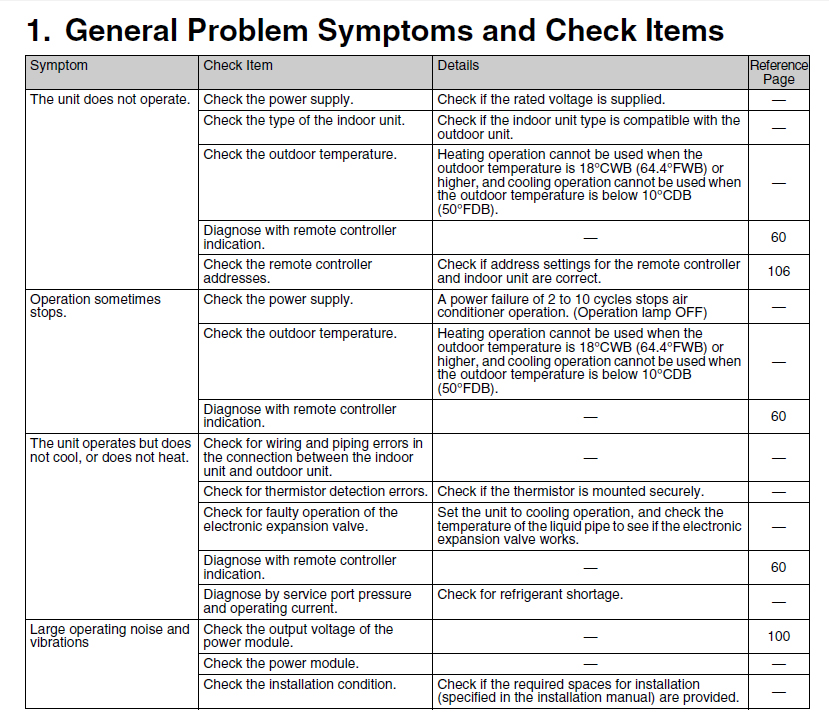 1. General Problem Symptoms and Check Items
Symptom
Check Item
Details
Reference
Page
The unit does not operate.
Check the power supply.
Check if the rated voltage is supplied.
—
Check the type of the indoor unit.
Check if the indoor unit type is compatible with the
outdoor unit.
—
Check the outdoor temperature.
Heating operation cannot be used when the
outdoor temperature is 18°CWB (64.4°FWB) or
higher, and cooling operation cannot be used when
the outdoor temperature is below 10°CDB
(50°FDB).
—
Diagnose with remote controller
indication.
—
60
Check the remote controller
addresses.
Check if address settings for the remote controller
and indoor unit are correct.
106
Operation sometimes
stops.
Check the power supply.
A power failure of 2 to 10 cycles stops air
conditioner operation. (Operation lamp OFF)
—
Check the outdoor temperature.
Heating operation cannot be used when the
outdoor temperature is 18°CWB (64.4°FWB) or
higher, and cooling operation cannot be used when
the outdoor temperature is below 10°CDB
(50°FDB).
—
Diagnose with remote controller
indication.
—
60
The unit operates but does
not cool, or does not heat.
Check for wiring and piping errors in
the connection between the indoor
unit and outdoor unit.
—
—
Check for thermistor detection errors.
Check if the thermistor is mounted securely.
—
Check for faulty operation of the
electronic expansion valve.
Set the unit to cooling operation, and check the
temperature of the liquid pipe to see if the electronic
expansion valve works.
—
Diagnose with remote controller
indication.
—
60
Diagnose by service port pressure
and operating current.
Check for refrigerant shortage.
—
Large operating noise and
vibrations
Check the output voltage of the
power module.
—
100
Check the power module.
—
—
Check the installation condition.
Check if the required spaces for installation
(specified in the installation manual) are provided.
—